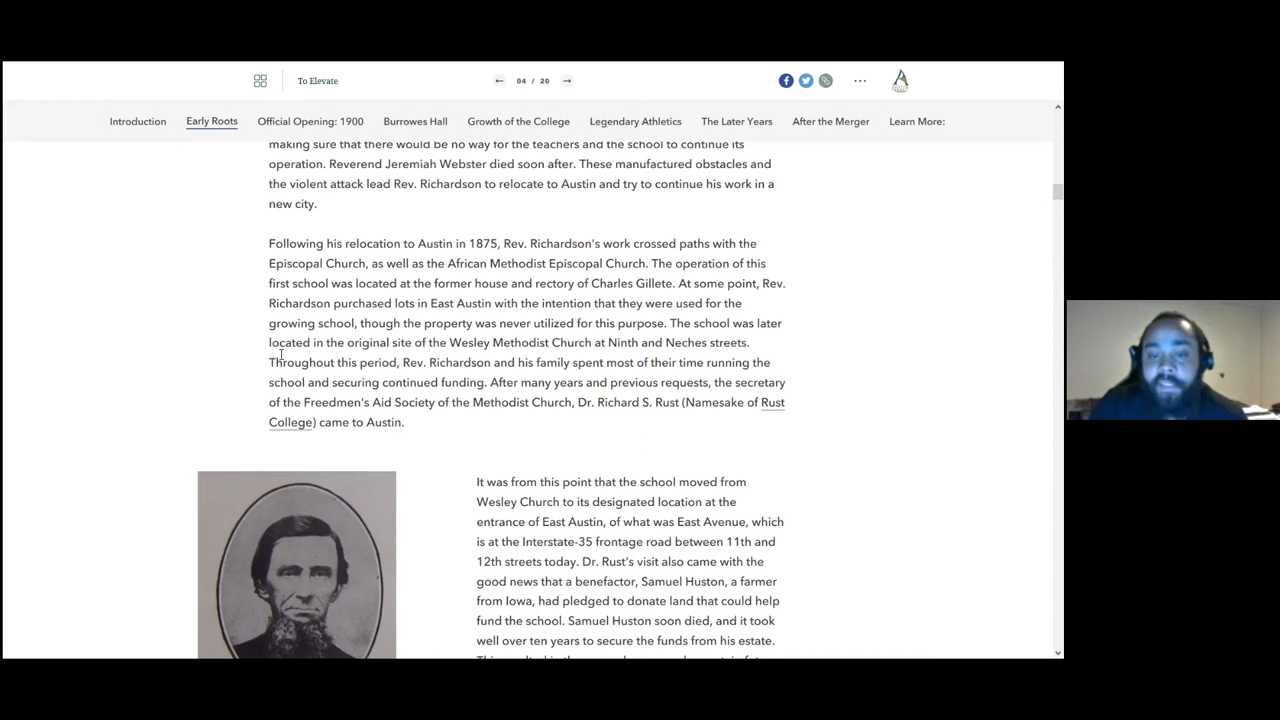 To Elevate
04 / 20
Introduction
Early Roots
Official Opening: 1900
Burrowes Hall
Growth of the College
Legendary Athletics
The Later Years
After the Merger
Learn More:
making sure that there would be no way for the teachers and the school to continue its
operation. Reverend Jeremiah Webster died soon after. These manufactured obstacles and
the violent attack lead Rev. Richardson to relocate to Austin and try to continue his work in a
new city.
Following his relocation to Austin in 1875, Rev. Richardson's work crossed paths with the
Episcopal Church, as well as the African Methodist Episcopal Church. The operation of this
first school was located at the former house and rectory of Charles Gillete. At some point, Rev.
Richardson purchased lots in East Austin with the intention that they were used for the
growing school, though the property was never utilized for this purpose. The school was later
located in the original site of the Wesley Methodist Church at Ninth and Neches streets.
Throughout this period, Rev. Richardson and his family spent most of their time running the
school and securing continued funding. After many years and previous requests, the secretary
of the Freedmen's Aid Society of the Methodist Church, Dr. Richard S. Rust (Namesake of Rust
College) came to Austin.
It was from this point that the school moved from
Wesley Church to its designated location at the
entrance of East Austin, of what was East Avenue, which
is at the Interstate-35 frontage road between 11th and
12th streets today. Dr. Rust's visit also came with the
good news that a benefactor, Samuel Huston, a farmer
from Iowa, had pledged to donate land that could help
fund the school. Samuel Huston soon died, and it took
well over ten years to secure the funds from his estate.